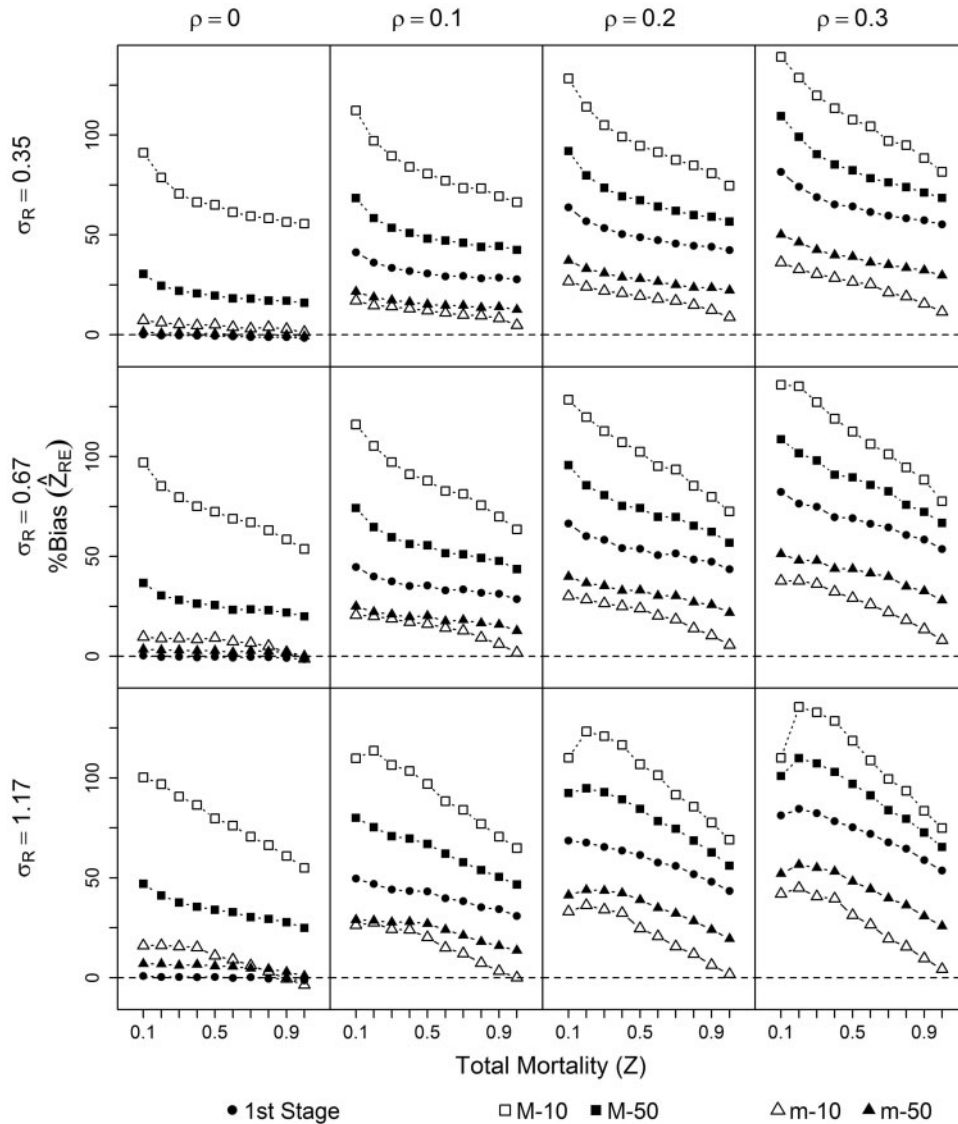 ρ = 0 ρ = 0.1 ρ = 0.2 ρ = 0.3
σR = 0.35
100
50
0
σR = 0.67
%Bias (ẐRE)
100
50
0
σR = 1.17
100
50
0
0.1 0.5 0.9 0.1 0.5 0.9 0.1 0.5 0.9 0.1 0.5 0.9
Total Mortality (Z)
1st Stage M-10 M-50 m-10 m-50